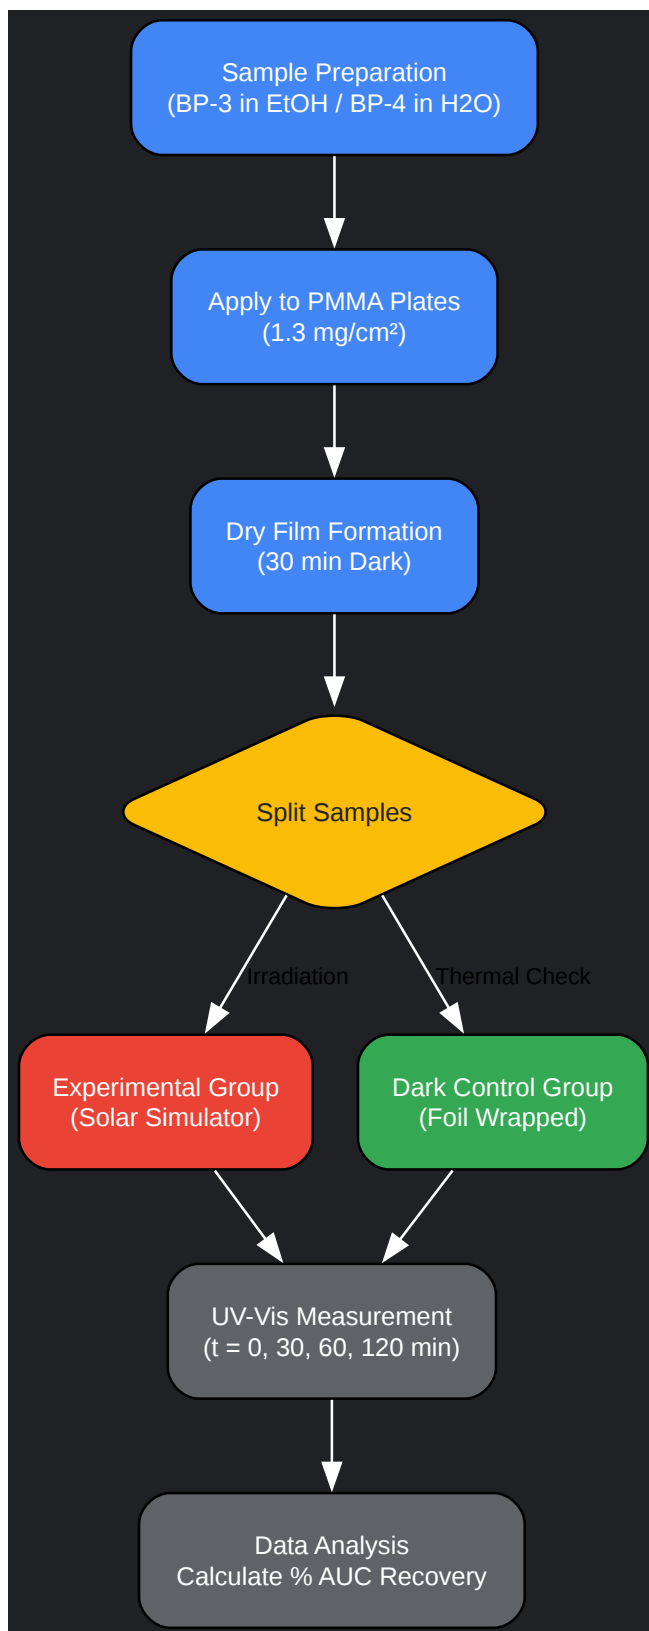 Sample Preparation
(BP-3 in EtOH / BP-4 in H2O)
Apply to PMMA Plates
(1.3 mg/cm²)
Dry Film Formation
(30 min Dark)
Split Samples
Irradiation
Thermal Check
Experimental Group
(Solar Simulator)
Dark Control Group
(Foil Wrapped)
UV-Vis Measurement
(t = 0, 30, 60, 120 min)
Data Analysis
Calculate % AUC Recovery